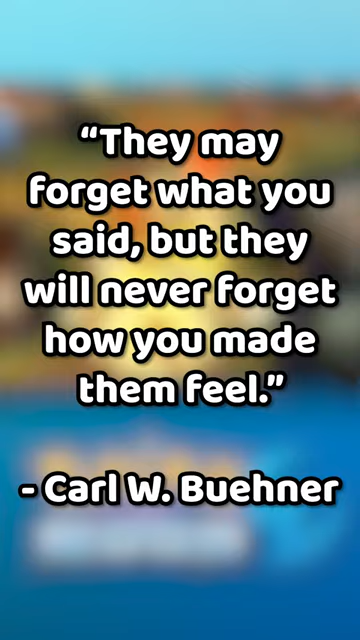 “They may
forget what you
said, but they
will never forget
how you made
them feel.”
- Carl W. Buehner